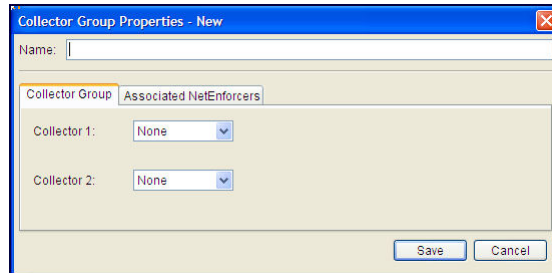 Collector Group Properties - New
Name:
Collector Group Associated NetEnforcers
Collector 1: None
Collector 2: None
Save Cancel